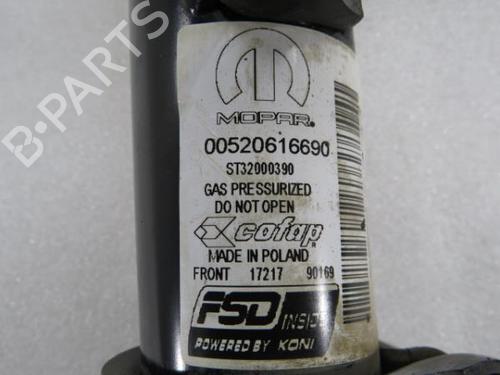 B-PARTS
MOPAR®
00520616690
ST32000390
GAS PRESSURIZED
DO NOT OPEN
cofap®
MADE IN POLAND
FRONT 17217 90169
FSD INSIDE
POWERED BY KONI